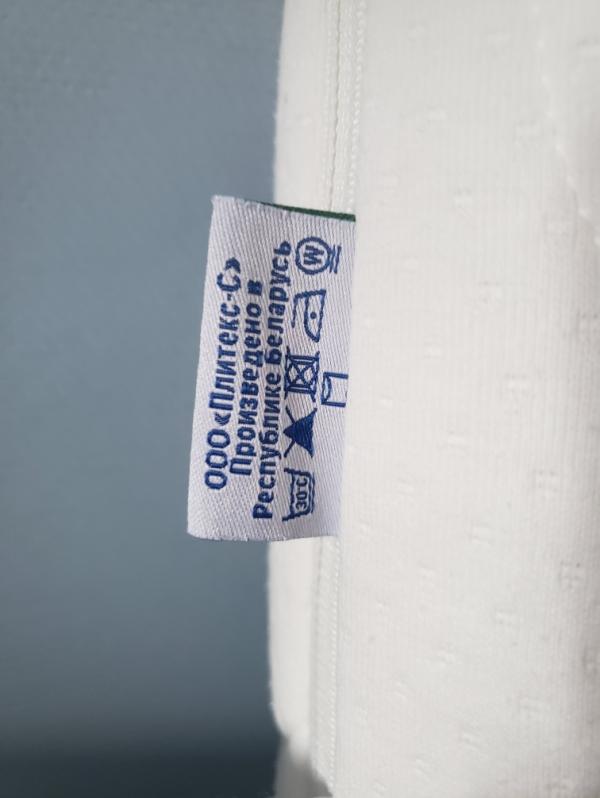 ООО «Плитекс-С»
Произведено в
Республике Беларусь
30°C
W